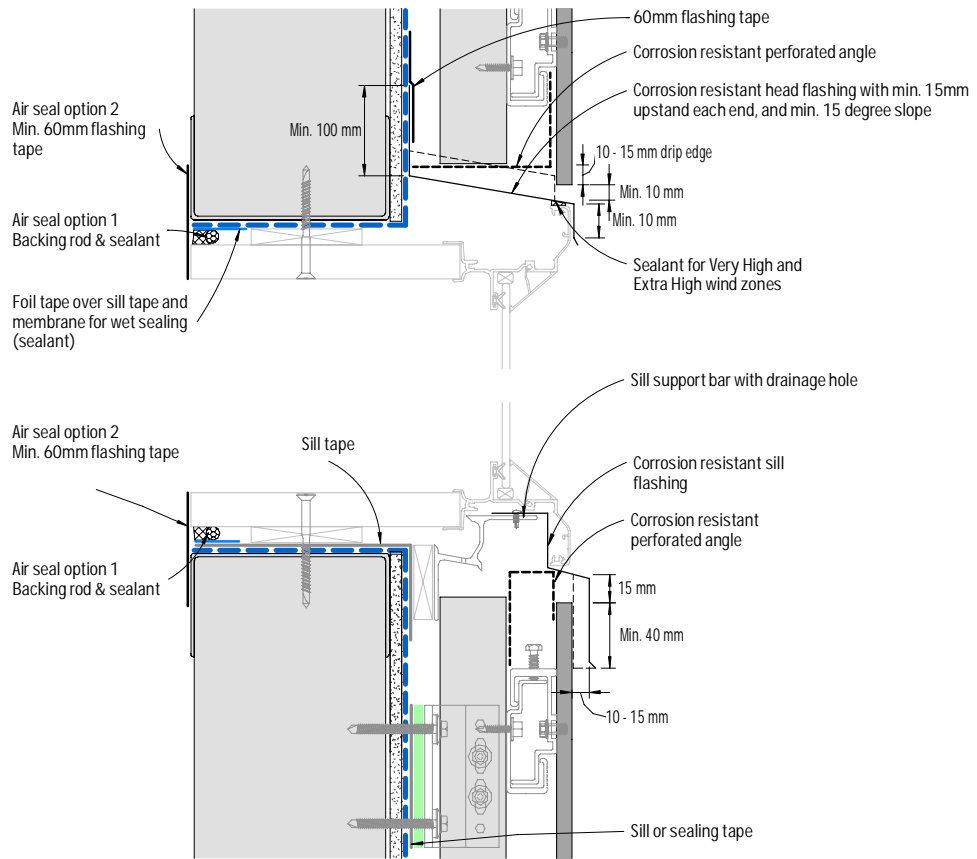 60mm flashing tape
Corrosion resistant perforated angle
Corrosion resistant head flashing with min. 15mm
upstand each end, and min. 15 degree slope
Air seal option 2
Min. 60mm flashing
tape
Min. 100 mm
10 - 15 mm drip edge
Min. 10 mm
Min. 10 mm
Air seal option 1
Backing rod & sealant
Sealant for Very High and
Extra High wind zones
Foil tape over sill tape and
membrane for wet sealing
(sealant)
Sill support bar with drainage hole
Air seal option 2
Min. 60mm flashing tape
Sill tape
Corrosion resistant sill
flashing
Corrosion resistant
perforated angle
Air seal option 1
Backing rod & sealant
15 mm
Min. 40 mm
10 - 15 mm
Sill or sealing tape